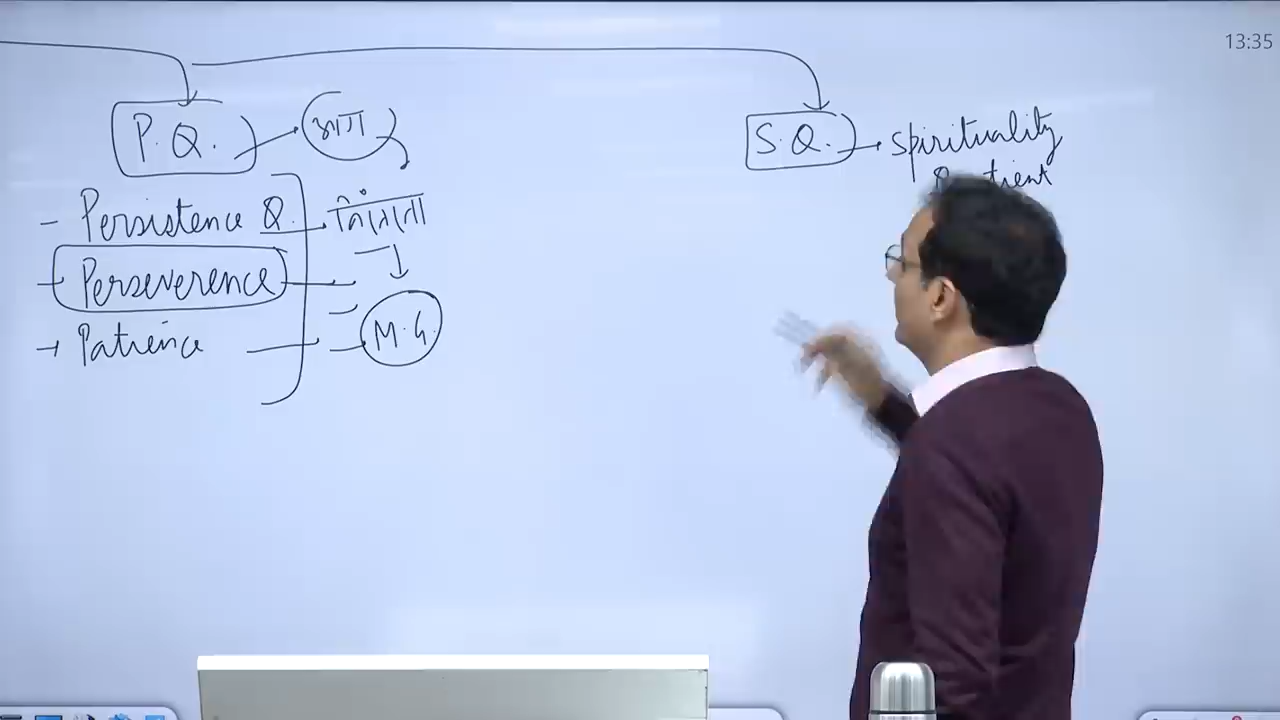 13:35
P.Q.
आग
S.Q.
Spirituality
Persistence Q.
निरंतरता
Perseverence
Patience
M.G.